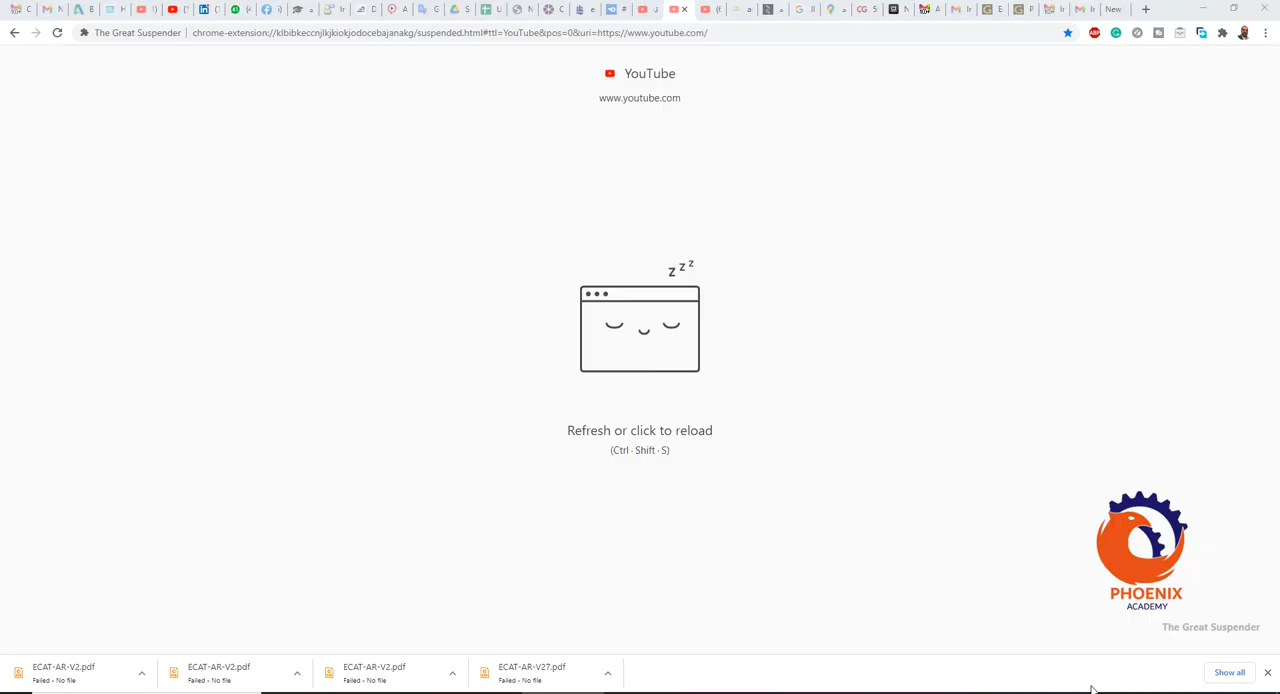 The Great Suspender
chrome-extension://klbibkeccnjlkjkiokjodocebajanakg/suspended.html#ttl=YouTube&pos=0&uri=https://www.youtube.com/
New
ABP
YouTube
www.youtube.com
z z z
Refresh or click to reload
(Ctrl · Shift · S)
PHOENIX
ACADEMY
The Great Suspender
ECAT-AR-V2.pdf
Failed - No file
ECAT-AR-V2.pdf
Failed - No file
ECAT-AR-V2.pdf
Failed - No file
ECAT-AR-V27.pdf
Failed - No file
Show all